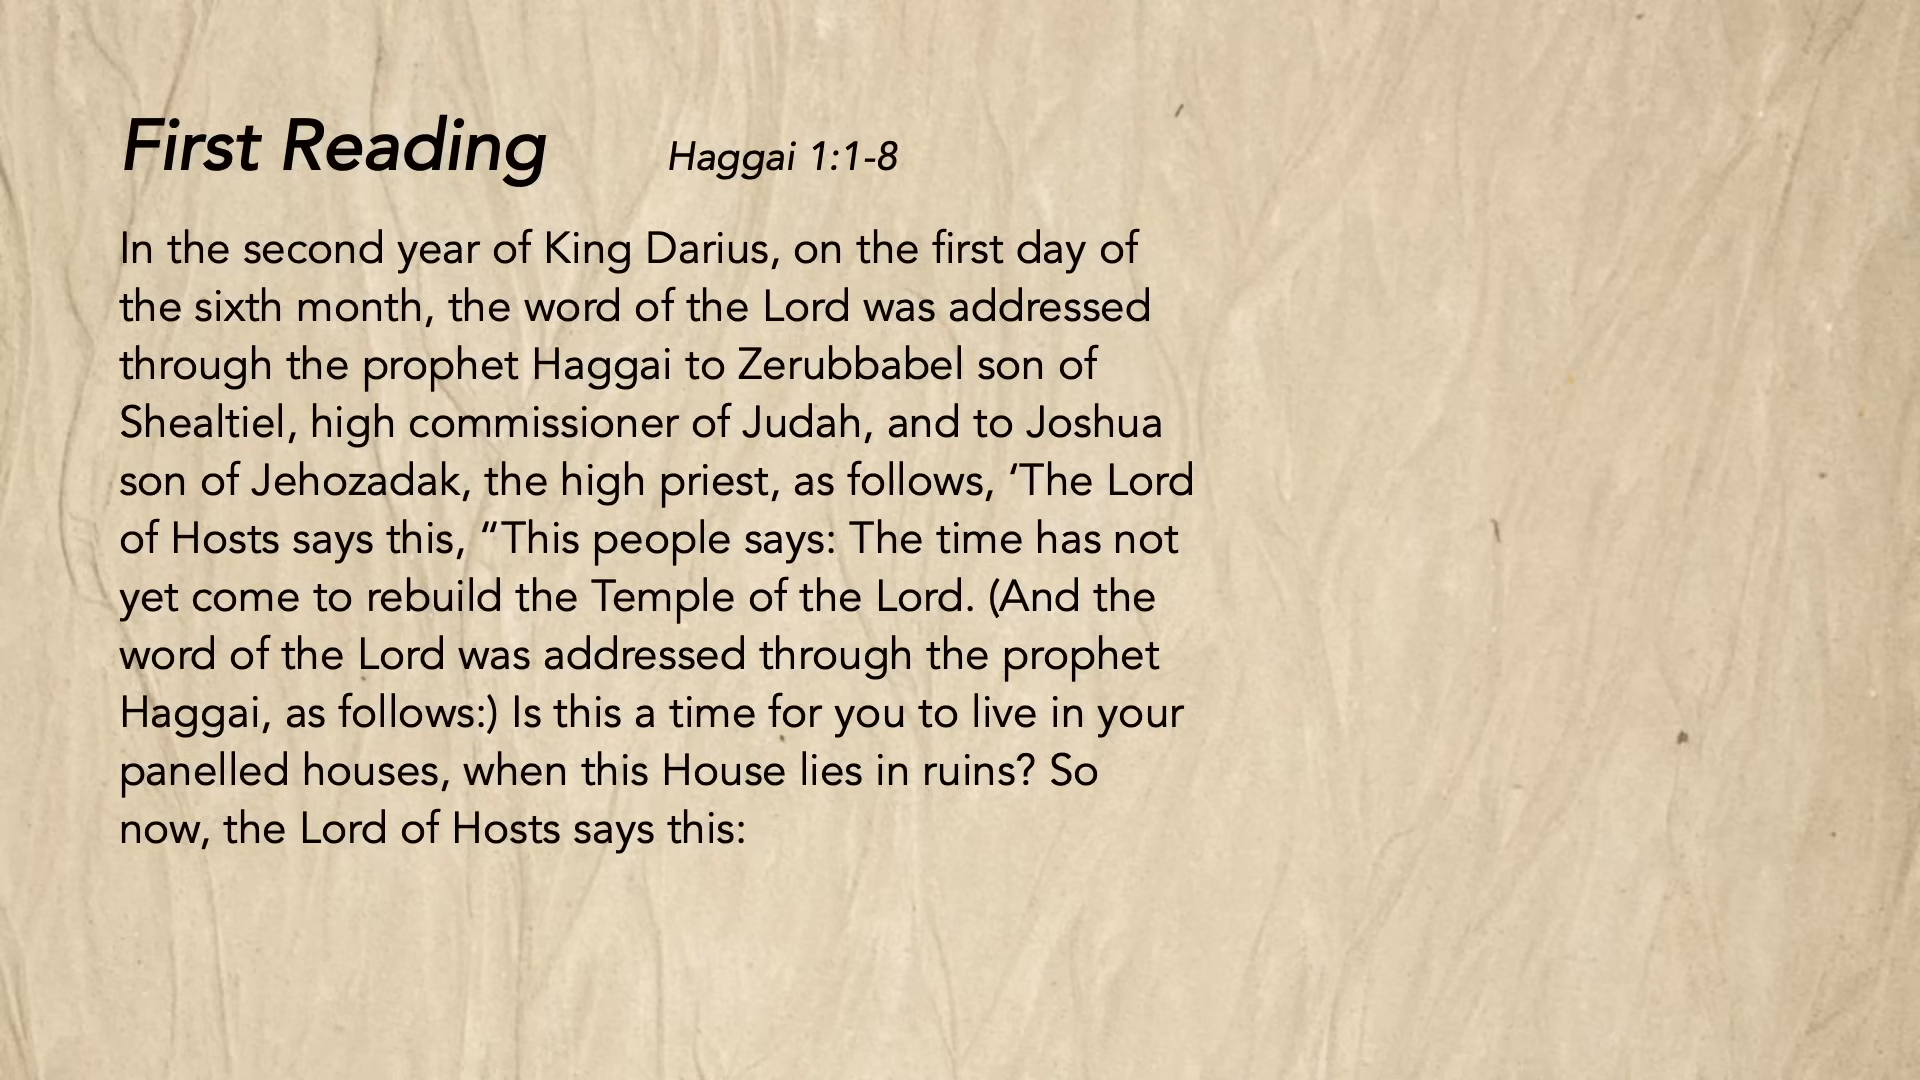 First Reading Haggai 1:1-8
In the second year of King Darius, on the first day of
the sixth month, the word of the Lord was addressed
through the prophet Haggai to Zerubbabel son of
Shealtiel, high commissioner of Judah, and to Joshua
son of Jehozadak, the high priest, as follows, ‘The Lord
of Hosts says this, “This people says: The time has not
yet come to rebuild the Temple of the Lord. (And the
word of the Lord was addressed through the prophet
Haggai, as follows:) Is this a time for you to live in your
panelled houses, when this House lies in ruins? So
now, the Lord of Hosts says this: